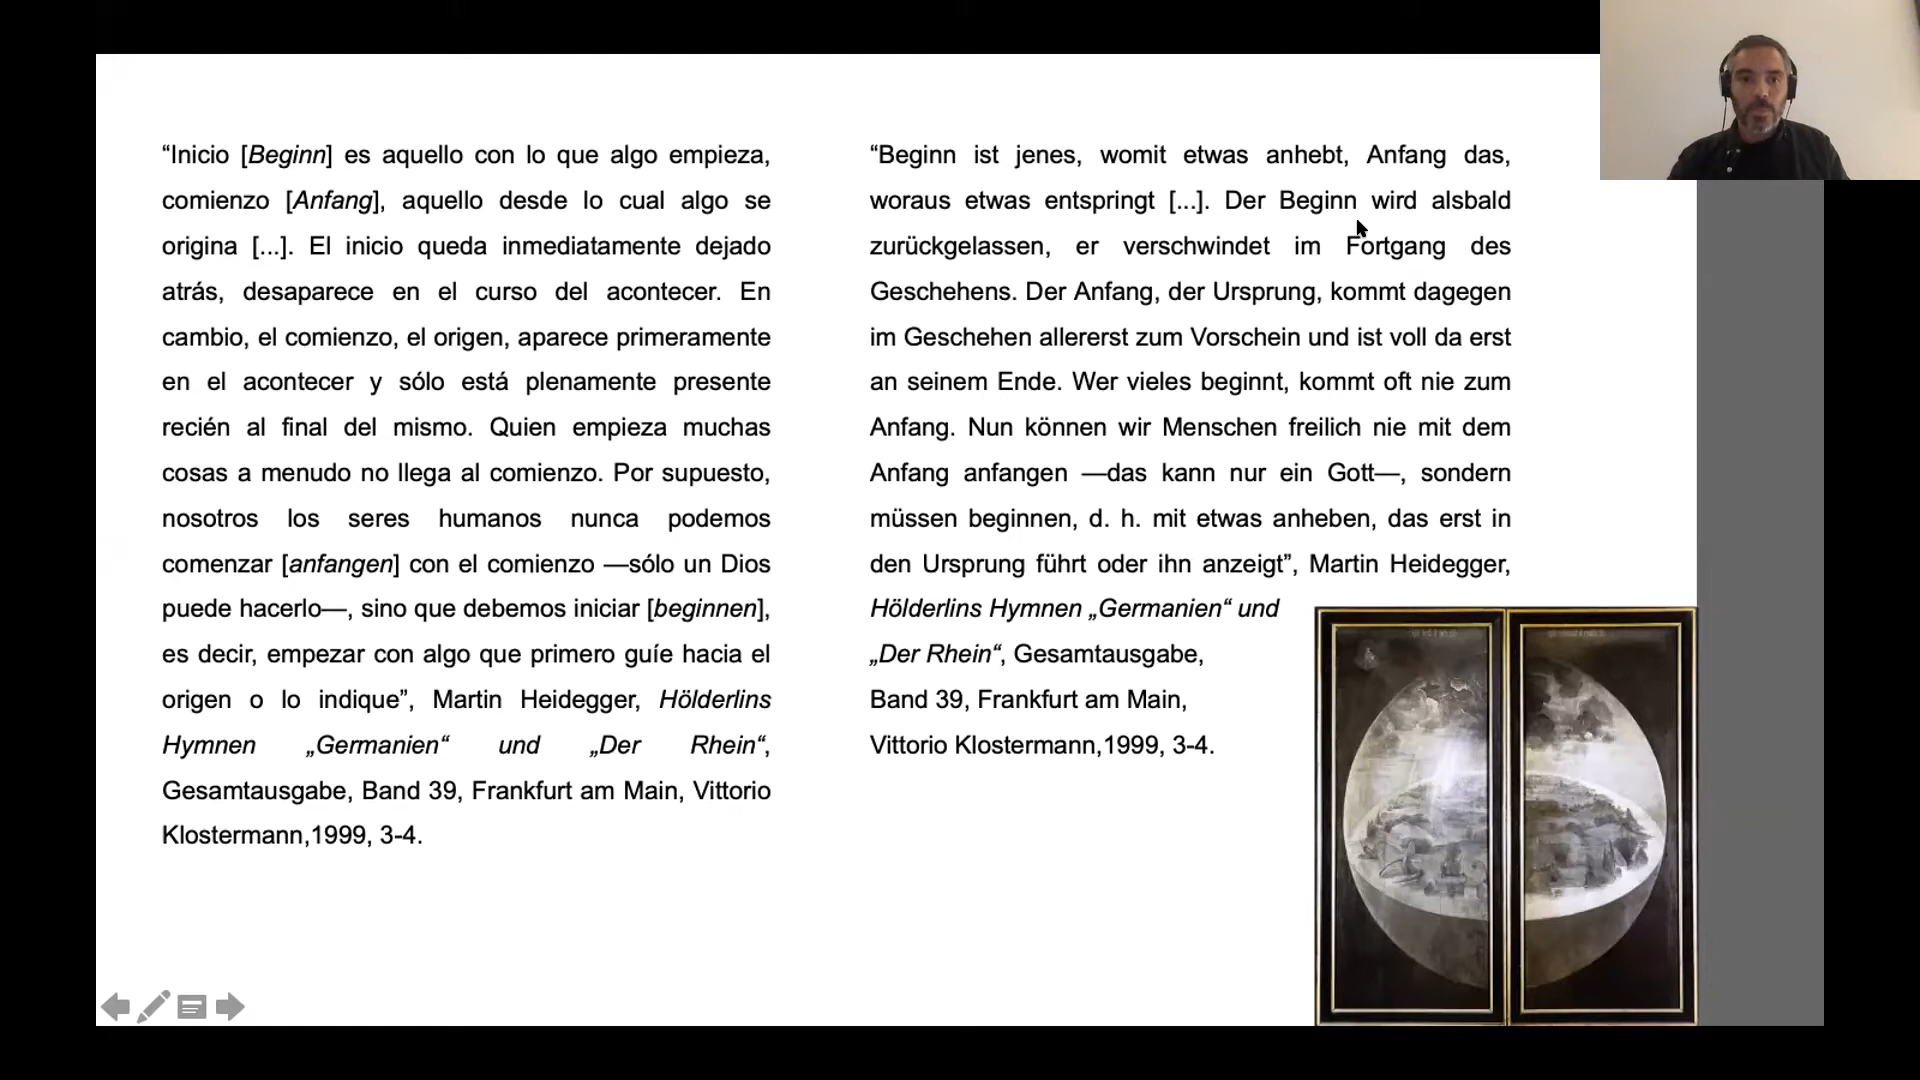 “Inicio [Beginn] es aquello con lo que algo empieza,
comienzo [Anfang], aquello desde lo cual algo se
origina [...]. El inicio queda inmediatamente dejado
atrás, desaparece en el curso del acontecer. En
cambio, el comienzo, el origen, aparece primeramente
en el acontecer y sólo está plenamente presente
recién al final del mismo. Quien empieza muchas
cosas a menudo no llega al comienzo. Por supuesto,
nosotros los seres humanos nunca podemos
comenzar [anfangen] con el comienzo —sólo un Dios
puede hacerlo—, sino que debemos iniciar [beginnen],
es decir, empezar con algo que primero guíe hacia el
origen o lo indique”, Martin Heidegger, Hölderlins
Hymnen „Germanien“ und „Der Rhein“,
Gesamtausgabe, Band 39, Frankfurt am Main, Vittorio
Klostermann,1999, 3-4.
“Beginn ist jenes, womit etwas anhebt, Anfang das,
woraus etwas entspringt [...]. Der Beginn wird alsbald
zurückgelassen, er verschwindet im Fortgang des
Geschehens. Der Anfang, der Ursprung, kommt dagegen
im Geschehen allererst zum Vorschein und ist voll da erst
an seinem Ende. Wer vieles beginnt, kommt oft nie zum
Anfang. Nun können wir Menschen freilich nie mit dem
Anfang anfangen —das kann nur ein Gott—, sondern
müssen beginnen, d. h. mit etwas anheben, das erst in
den Ursprung führt oder ihn anzeigt”, Martin Heidegger,
Hölderlins Hymnen „Germanien“ und
„Der Rhein“, Gesamtausgabe,
Band 39, Frankfurt am Main,
Vittorio Klostermann,1999, 3-4.